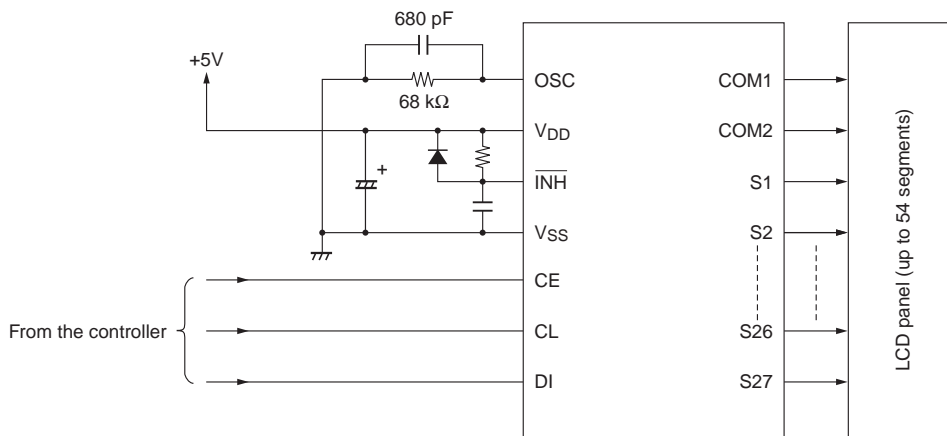 680 pF
+5V
68 kΩ
OSC
COM1
VDD
COM2
+
INH
S1
VSS
S2
CE
From the controller
CL
S26
DI
S27
LCD panel (up to 54 segments)